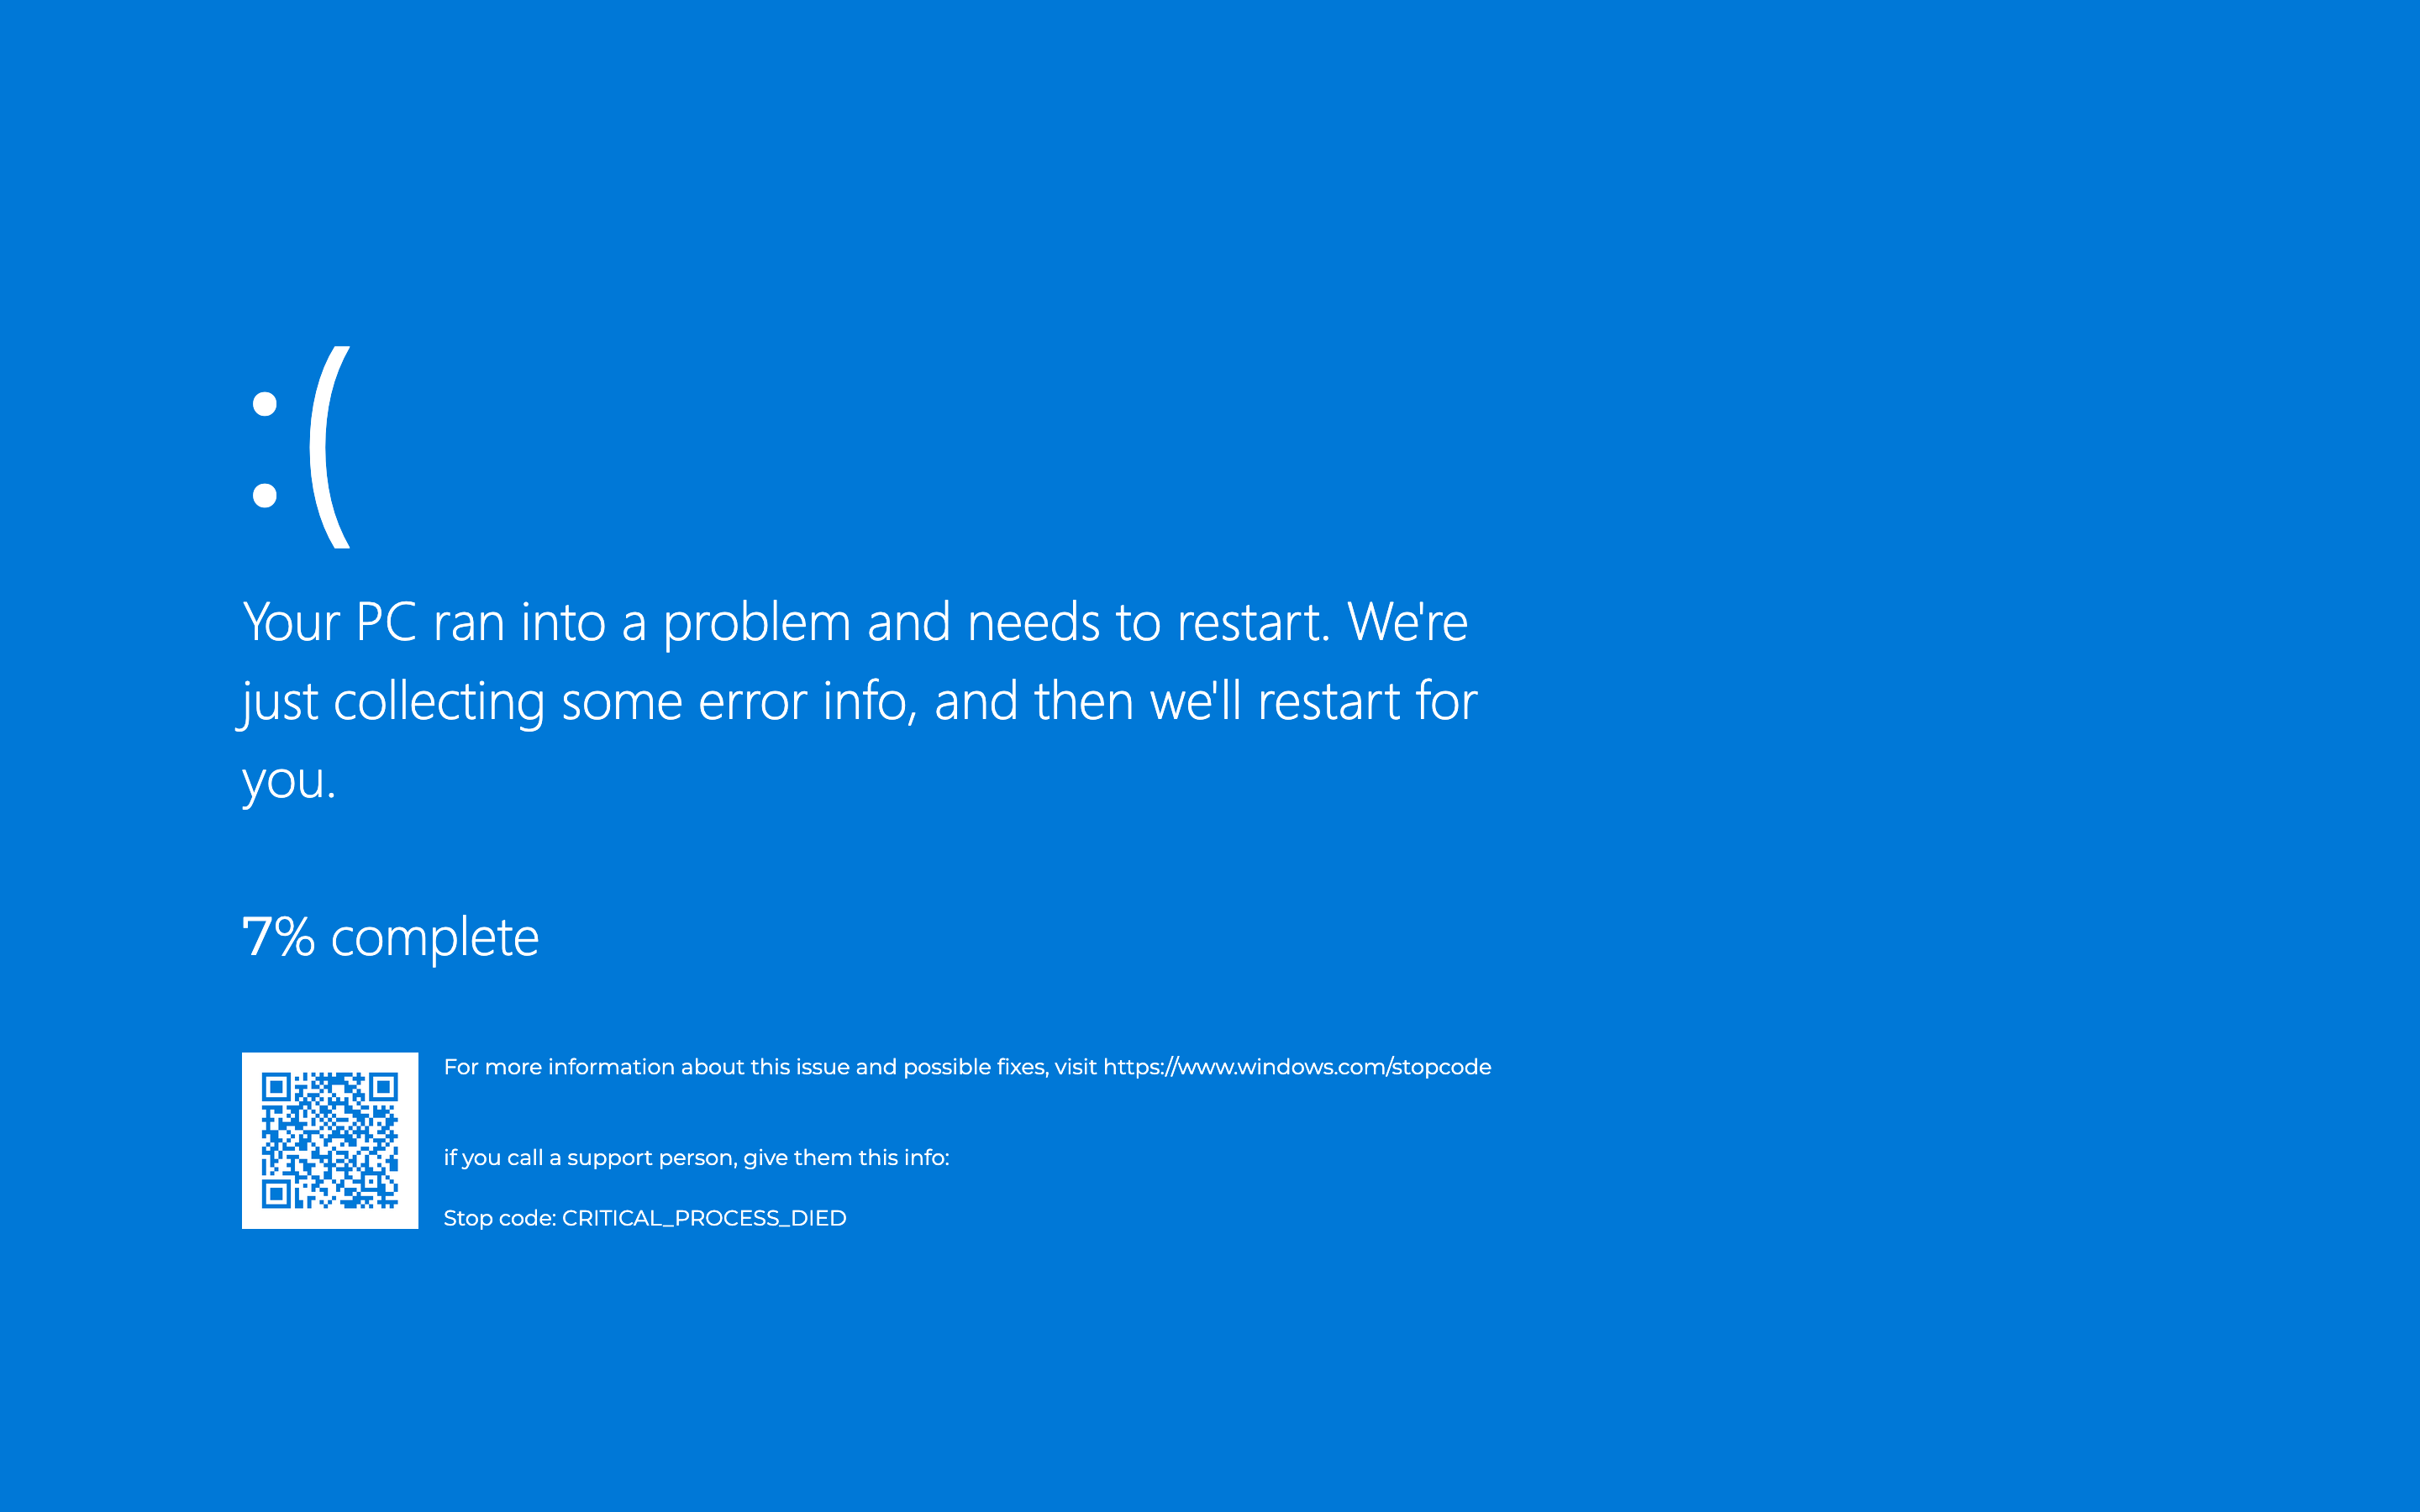 :(
Your PC ran into a problem and needs to restart. We're
just collecting some error info, and then we'll restart for
you.
7% complete
For more information about this issue and possible fixes, visit https://www.windows.com/stopcode
if you call a support person, give them this info:
Stop code: CRITICAL_PROCESS_DIED